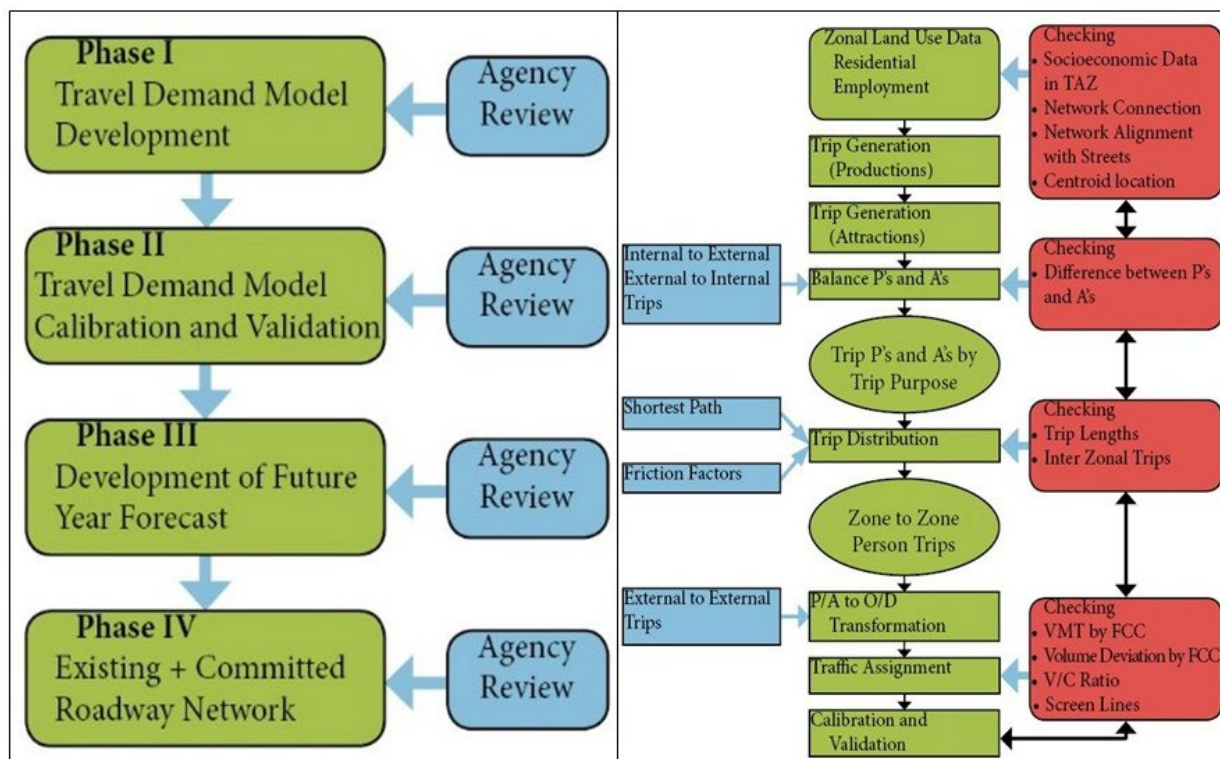 Phase I
Travel Demand Model
Development
Agency
Review
Phase II
Travel Demand Model
Calibration and Validation
Agency
Review
Phase III
Development of Future
Year Forecast
Agency
Review
Phase IV
Existing + Committed
Roadway Network
Agency
Review
Zonal Land Use Data
Residential
Employment
Checking
• Socioeconomic Data
in TAZ
• Network Connection
• Network Alignment
with Streets
• Centroid location
Trip Generation
(Productions)
Trip Generation
(Attractions)
Internal to External
External to Internal
Trips
Balance P's and A's
Checking
• Difference between P's
and A's
Trip P's and A's by
Trip Purpose
Shortest Path
Friction Factors
Trip Distribution
Checking
• Trip Lengths
• Inter Zonal Trips
Zone to Zone
Person Trips
External to External
Trips
P/A to O/D
Transformation
Traffic Assignment
Checking
• VMT by FCC
• Volume Deviation by FCC
• V/C Ratio
• Screen Lines
Calibration and
Validation